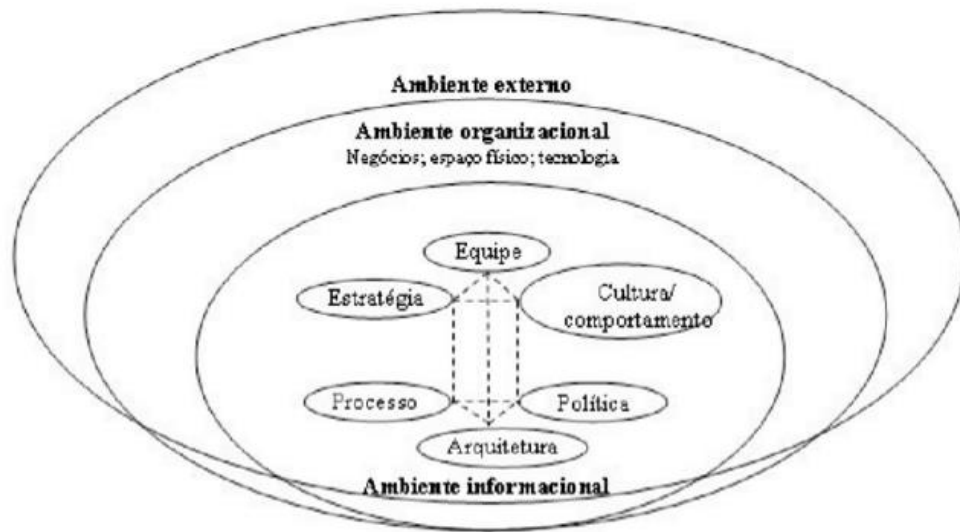 Ambiente externo
Ambiente organizacional
Negócios; espaço físico; tecnologia
Equipe
Estratégia
Cultura/
comportamento
Processo
Política
Arquitetura
Ambiente informacional